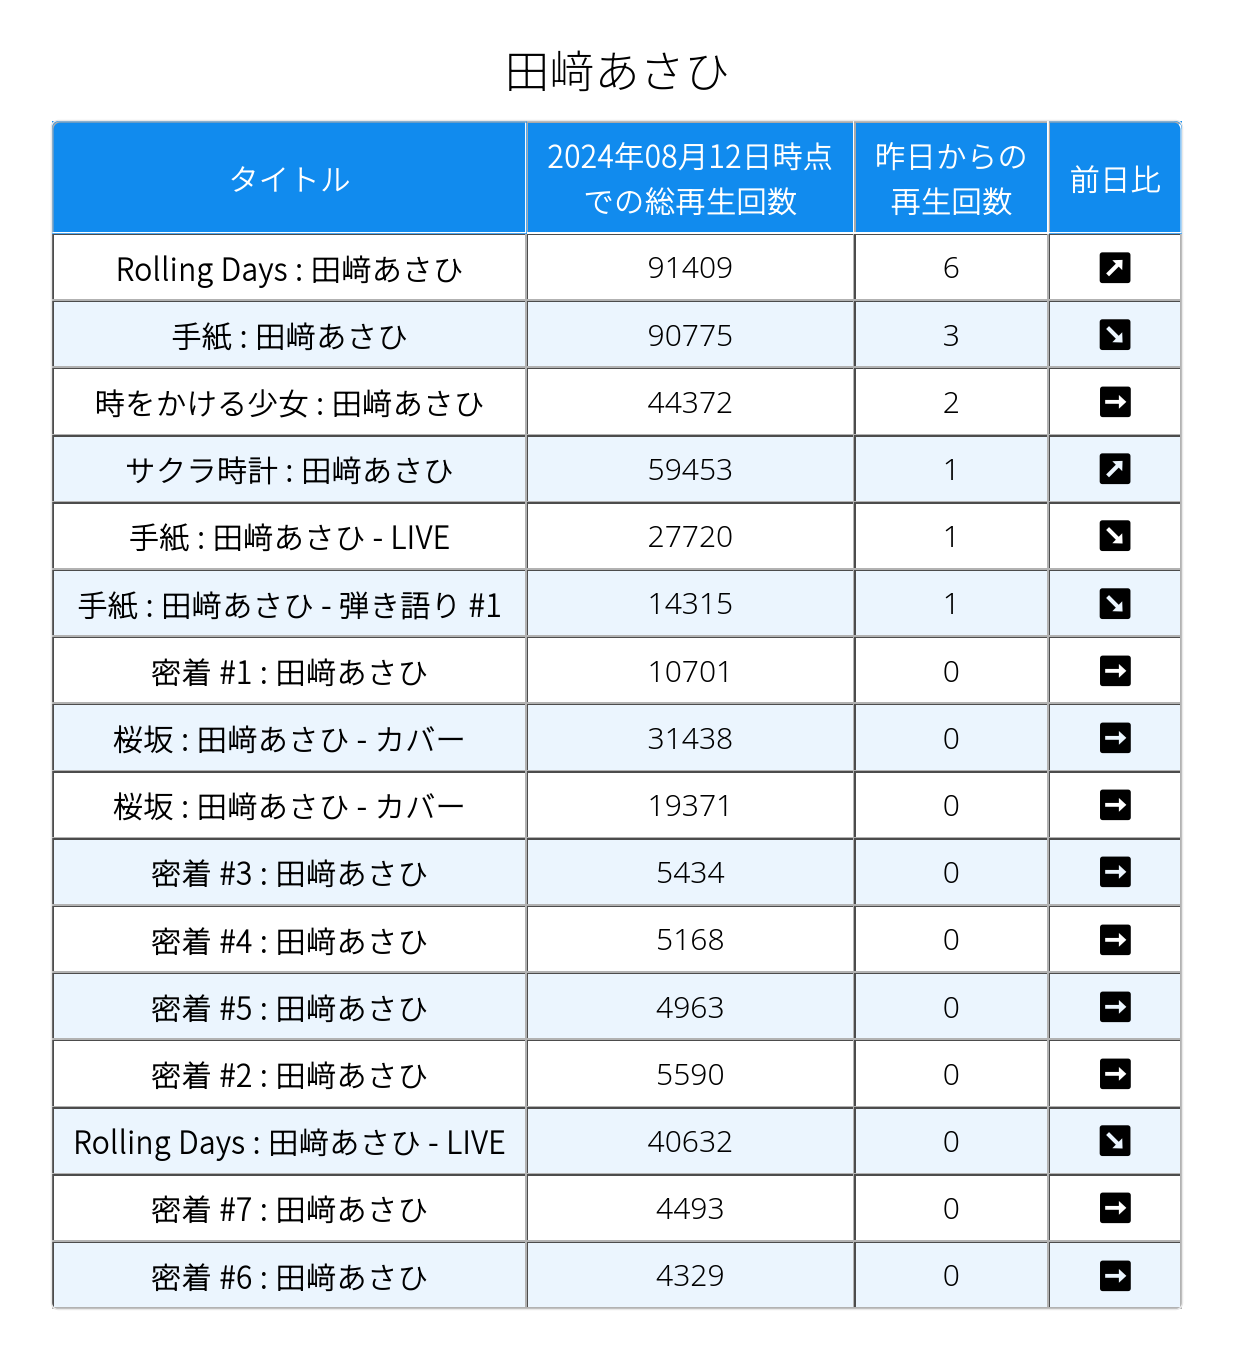 田﨑あさひ
タイトル 2024年08月12日時点での総再生回数 昨日からの再生回数 前日比
Rolling Days : 田﨑あさひ 91409 6 ↗
手紙 : 田﨑あさひ 90775 3 ↘
時をかける少女 : 田﨑あさひ 44372 2 →
サクラ時計 : 田﨑あさひ 59453 1 ↗
手紙 : 田﨑あさひ - LIVE 27720 1 ↘
手紙 : 田﨑あさひ - 弾き語り #1 14315 1 ↘
密着 #1 : 田﨑あさひ 10701 0 →
桜坂 : 田﨑あさひ - カバー 31438 0 →
桜坂 : 田﨑あさひ - カバー 19371 0 →
密着 #3 : 田﨑あさひ 5434 0 →
密着 #4 : 田﨑あさひ 5168 0 →
密着 #5 : 田﨑あさひ 4963 0 →
密着 #2 : 田﨑あさひ 5590 0 →
Rolling Days : 田﨑あさひ - LIVE 40632 0 ↘
密着 #7 : 田﨑あさひ 4493 0 →
密着 #6 : 田﨑あさひ 4329 0 →